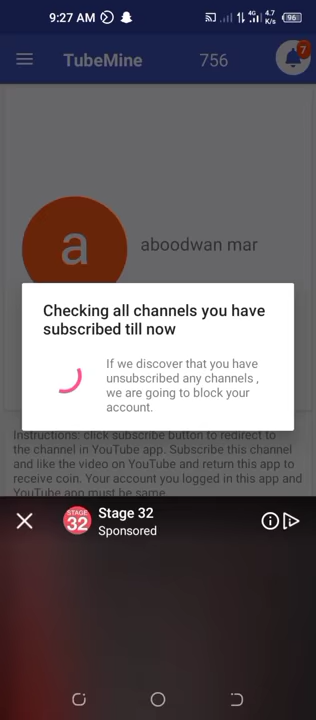 9:27 AM
4G 4.7 K/s 96
TubeMine 756 7
a aboodwan mar
Checking all channels you have
subscribed till now
If we discover that you have
unsubscribed any channels ,
we are going to block your
account.
Instructions: click subscribe button to redirect to
the channel in YouTube app. Subscribe this channel
and like the video on YouTube and return this app to
receive coin. Your account you logged in this app and
YouTube app must be same.
STAGE 32 Stage 32
Sponsored